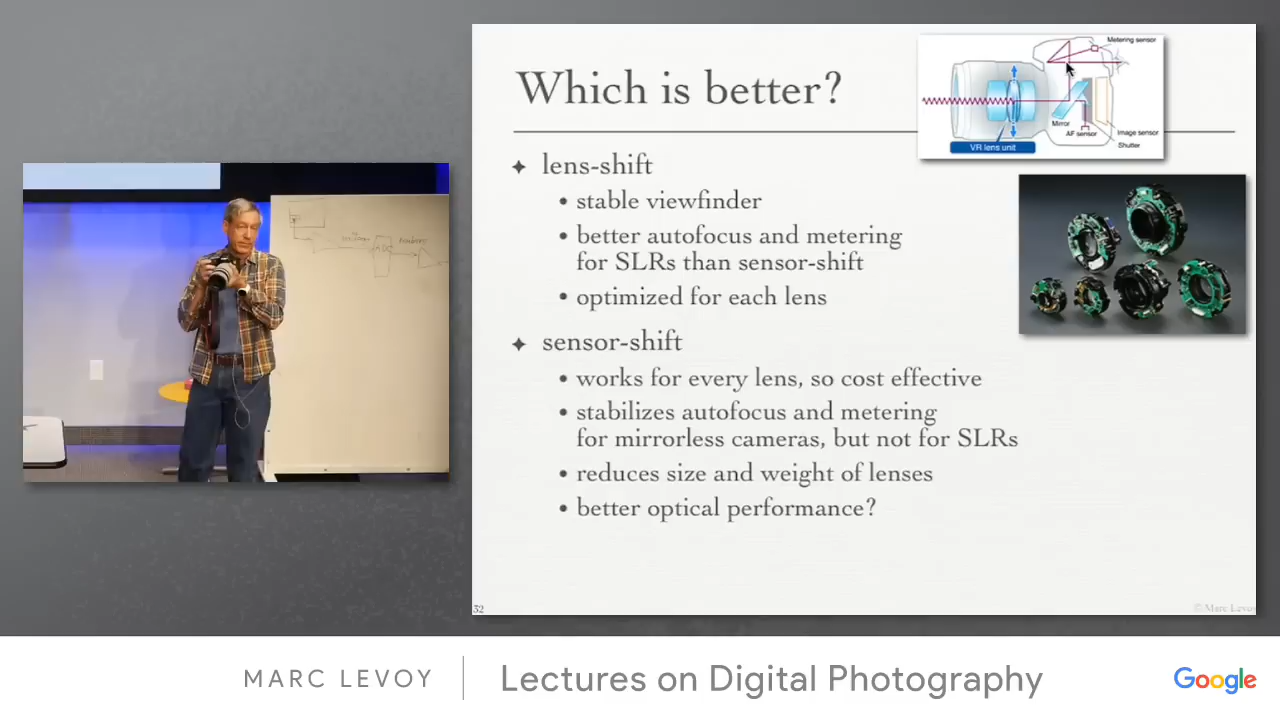 Which is better?
Metering sensor
Mirror
AF sensor
Image sensor
Shutter
VR lens unit
✦ lens-shift
• stable viewfinder
• better autofocus and metering
for SLRs than sensor-shift
• optimized for each lens
✦ sensor-shift
• works for every lens, so cost effective
• stabilizes autofocus and metering
for mirrorless cameras, but not for SLRs
• reduces size and weight of lenses
• better optical performance?
32
© Marc Levoy
MARC LEVOY
Lectures on Digital Photography
Google